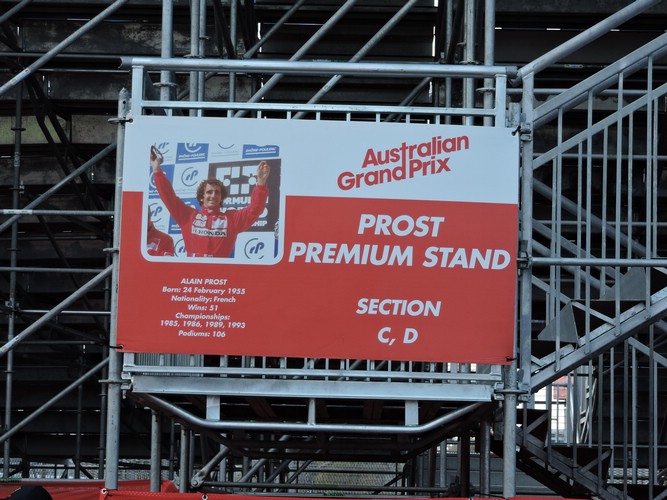 Australian
Grand Prix
PROST
PREMIUM STAND
SECTION
C, D
ALAIN PROST
Born: 24 February 1955
Nationality: French
Wins: 51
Championships:
1985, 1986, 1989, 1993
Podiums: 106
HONDA